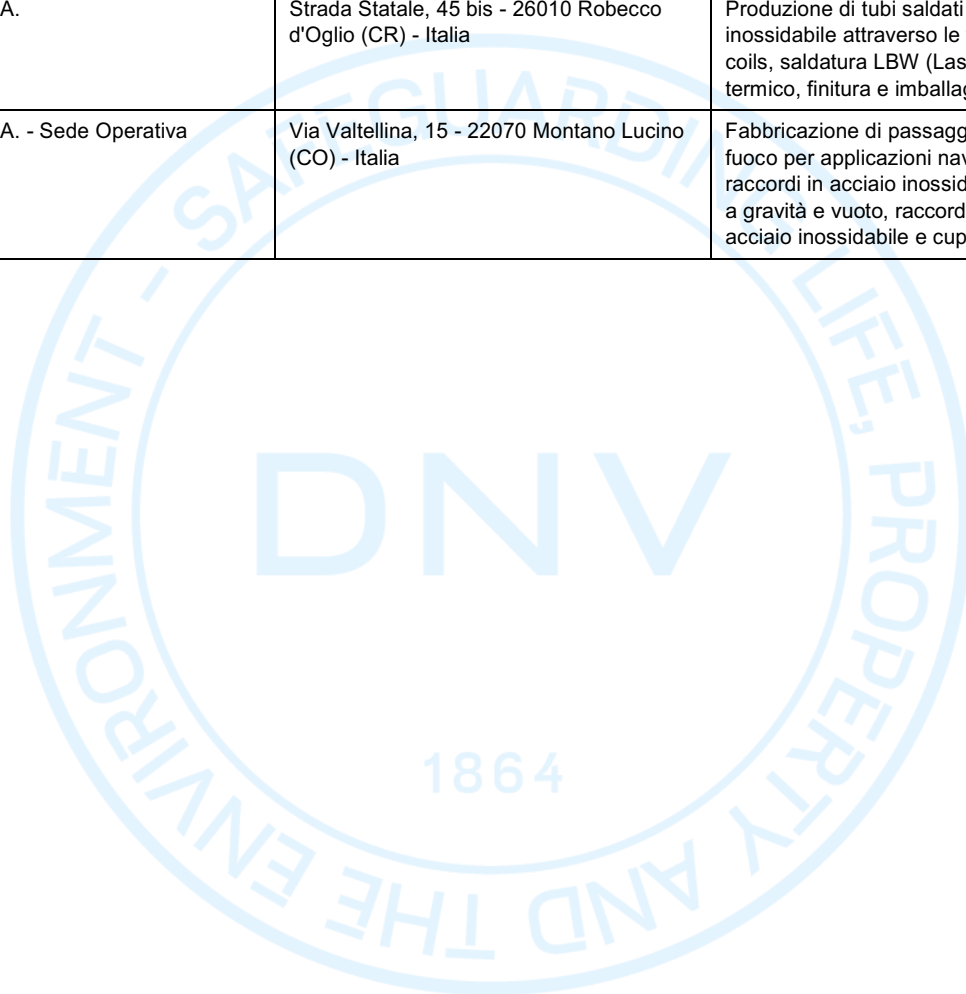 A.
Strada Statale, 45 bis - 26010 Robecco
d'Oglio (CR) - Italia
Produzione di tubi saldati
inossidabile attraverso le
coils, saldatura LBW (Las
termico, finitura e imballag
A. - Sede Operativa
Via Valtellina, 15 - 22070 Montano Lucino
(CO) - Italia
Fabbricazione di passagg
fuoco per applicazioni nav
raccordi in acciaio inossid
a gravità e vuoto, raccord
acciaio inossidabile e cup
SAFEGUARDING LIFE, PROPERTY AND THE ENVIRONMENT -
DNV
1864